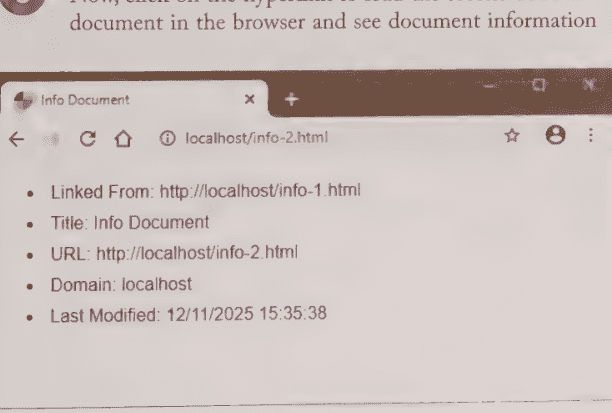 document in the browser and see document information
Info Document
localhost/info-2.html
• Linked From: http://localhost/info-1.html
• Title: Info Document
• URL: http://localhost/info-2.html
• Domain: localhost
• Last Modified: 12/11/2025 15:35:38